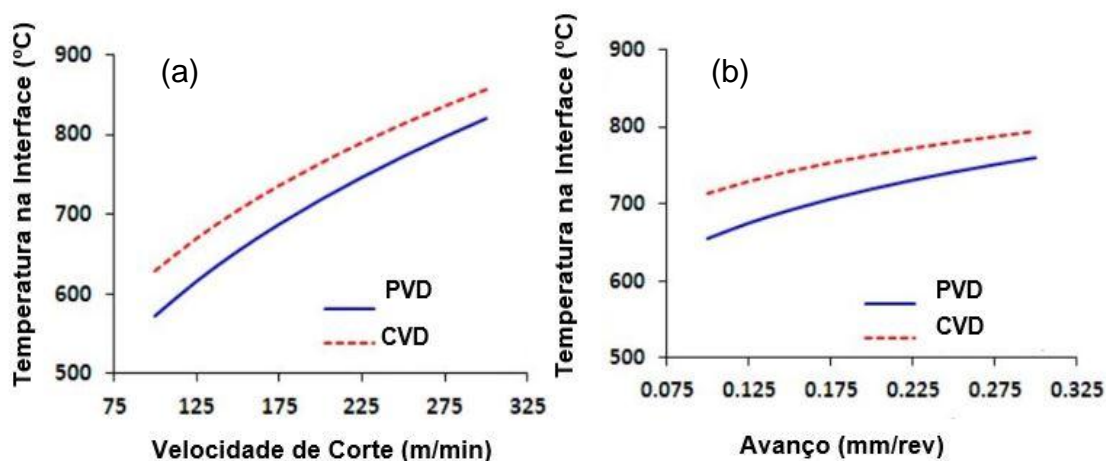 (a)
Temperatura na Interface (ºC)
900
800
700
600
500
PVD
CVD
75 125 175 225 275 325
Velocidade de Corte (m/min)
(b)
Temperatura na Interface (ºC)
900
800
700
600
500
PVD
CVD
0.075 0.125 0.175 0.225 0.275 0.325
Avanço (mm/rev)